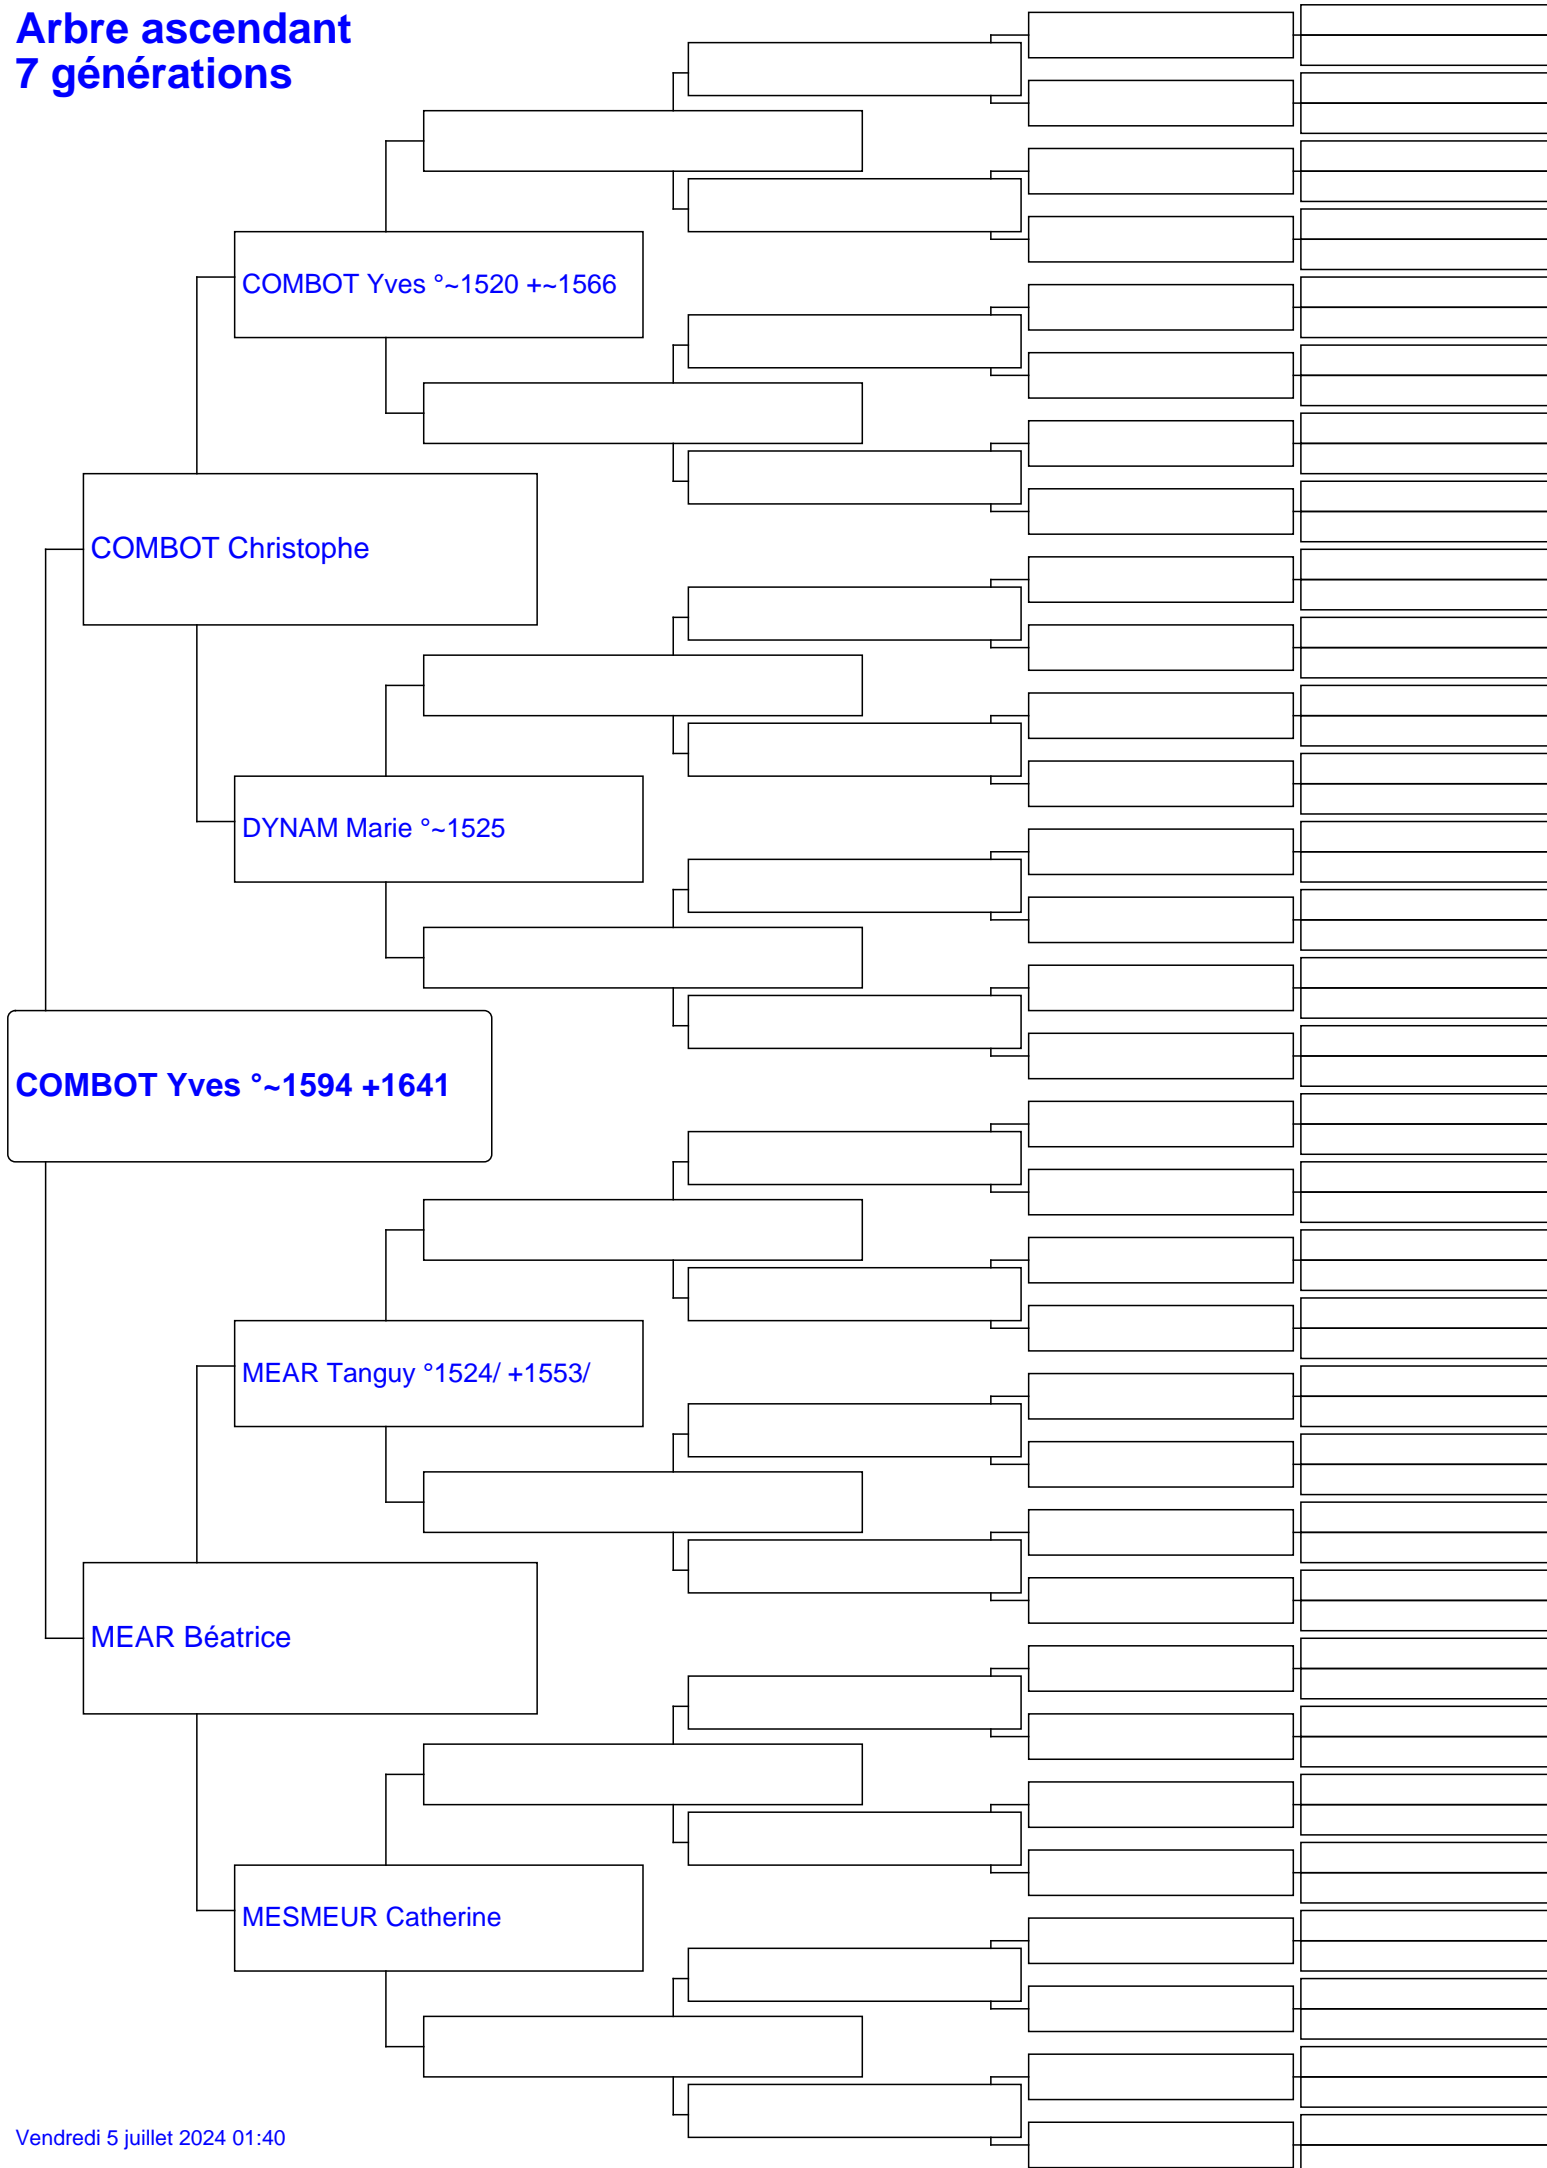 Arbre ascendant
7 générations
COMBOT Yves °~1520 +~1566
COMBOT Christophe
DYNAM Marie °~1525
COMBOT Yves °~1594 +1641
MEAR Tanguy °1524/ +1553/
MEAR Béatrice
MESMEUR Catherine
Vendredi 5 juillet 2024 01:40